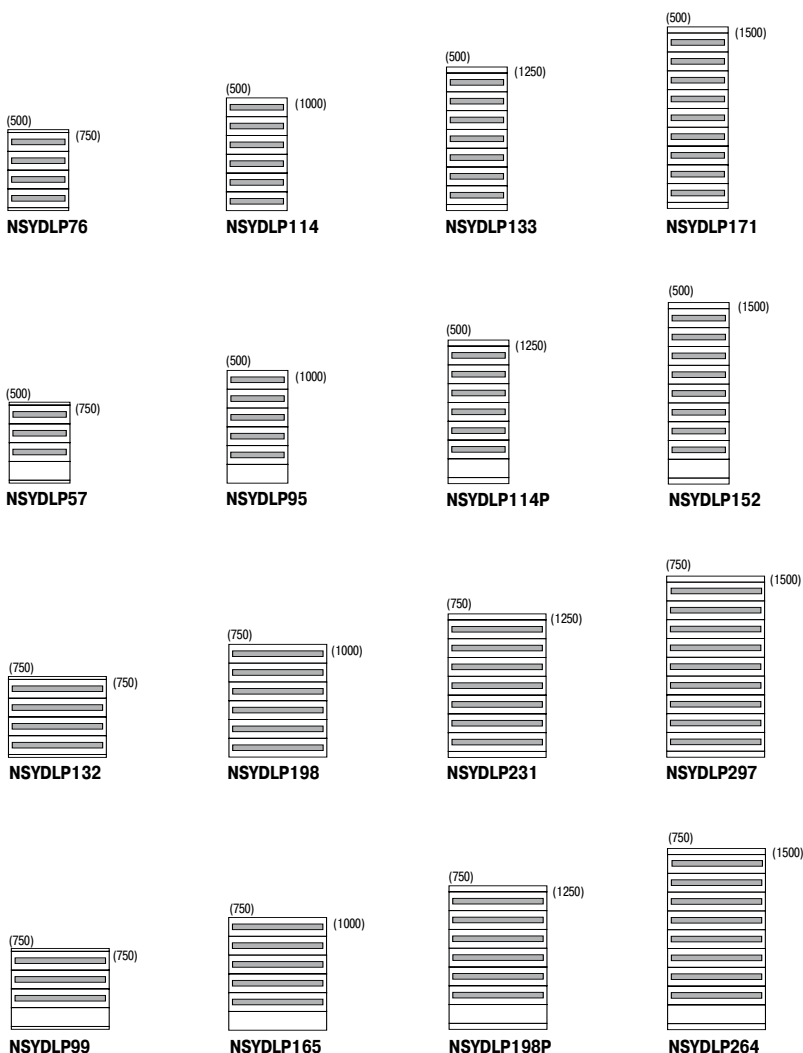 (500) (750)
NSYDLP76
(500) (1000)
NSYDLP114
(500) (1250)
NSYDLP133
(500) (1500)
NSYDLP171
(500) (750)
NSYDLP57
(500) (1000)
NSYDLP95
(500) (1250)
NSYDLP114P
(500) (1500)
NSYDLP152
(750) (750)
NSYDLP132
(750) (1000)
NSYDLP198
(750) (1250)
NSYDLP231
(750) (1500)
NSYDLP297
(750) (750)
NSYDLP99
(750) (1000)
NSYDLP165
(750) (1250)
NSYDLP198P
(750) (1500)
NSYDLP264